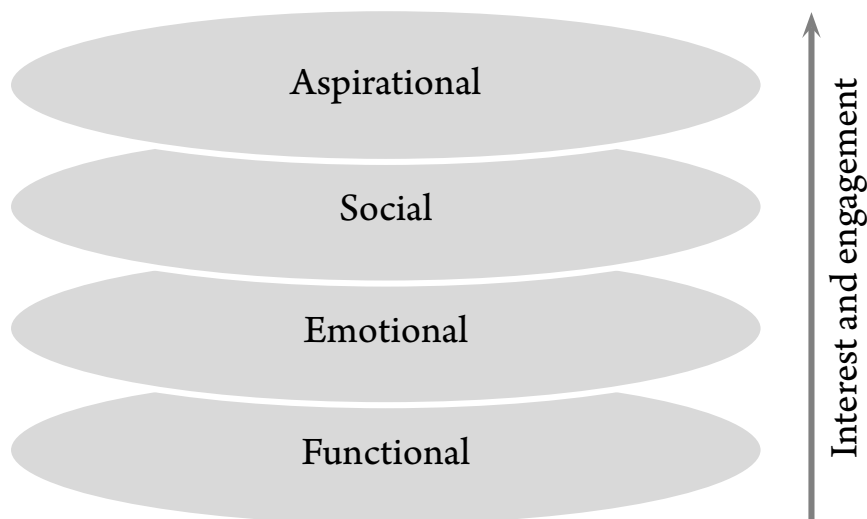 Aspirational
Social
Emotional
Functional
Interest and engagement